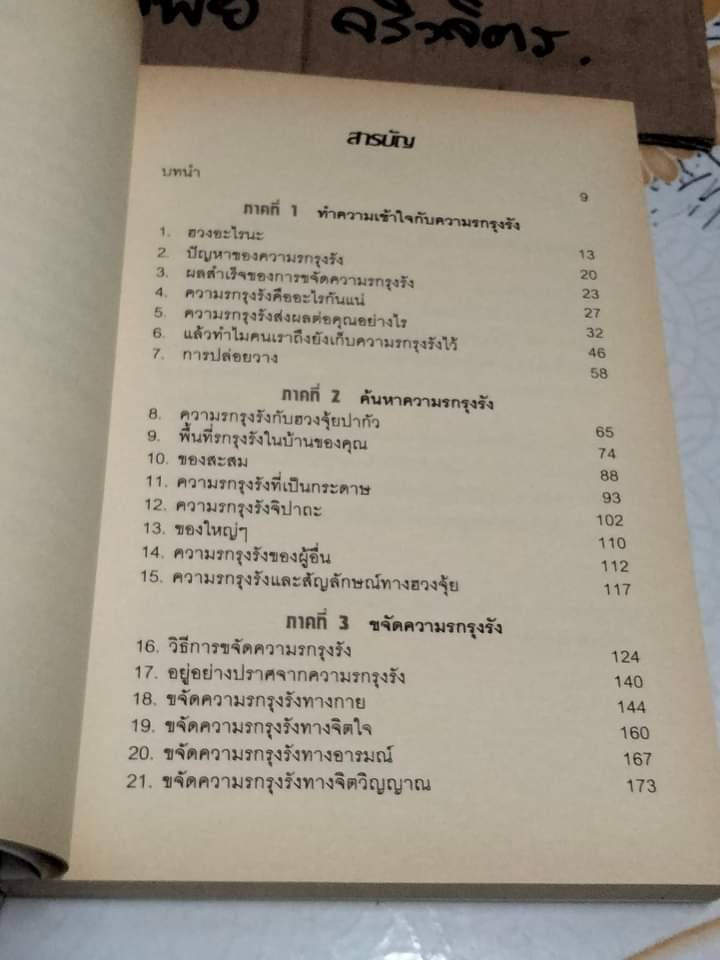 สารบัญ
บทนำ 9
ภาคที่ 1 ทำความเข้าใจกับความรกรุงรัง
1. ฮวงอะไรนะ 13
2. ปัญหาของความรกรุงรัง 20
3. ผลสำเร็จของการขจัดความรกรุงรัง 23
4. ความรกรุงรังคืออะไรกันแน่ 27
5. ความรกรุงรังส่งผลต่อคุณอย่างไร 32
6. แล้วทำไมคนเราถึงยังเก็บความรกรุงรังไว้ 46
7. การปล่อยวาง 58
ภาคที่ 2 ค้นหาความรกรุงรัง
8. ความรกรุงรังกับฮวงจุ้ยปากัว 65
9. พื้นที่รกรุงรังในบ้านของคุณ 74
10. ของสะสม 88
11. ความรกรุงรังที่เป็นกระดาษ 93
12. ความรกรุงรังจิปาถะ 102
13. ของใหญ่ๆ 110
14. ความรกรุงรังของผู้อื่น 112
15. ความรกรุงรังและสัญลักษณ์ทางฮวงจุ้ย 117
ภาคที่ 3 ขจัดความรกรุงรัง
16. วิธีการขจัดความรกรุงรัง 124
17. อยู่อย่างปราศจากความรกรุงรัง 140
18. ขจัดความรกรุงรังทางกาย 144
19. ขจัดความรกรุงรังทางจิตใจ 160
20. ขจัดความรกรุงรังทางอารมณ์ 167
21. ขจัดความรกรุงรังทางจิตวิญญาณ 173